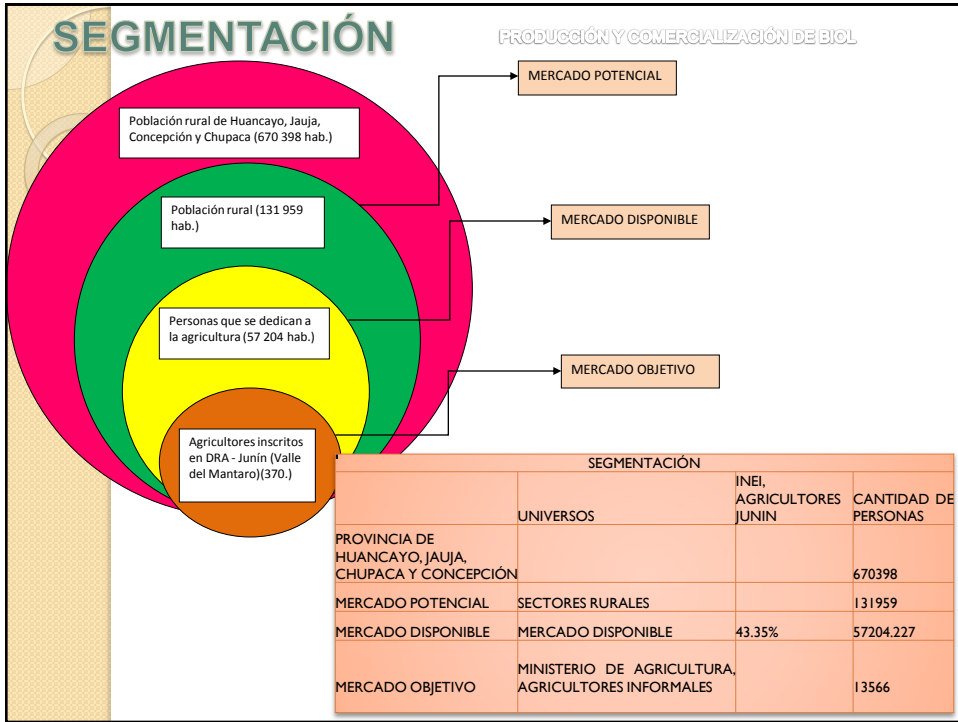 SEGMENTACIÓN
PRODUCCIÓN Y COMERCIALIZACIÓN DE BIOL
MERCADO POTENCIAL
Población rural de Huancayo, Jauja,
Concepción y Chupaca (670 398 hab.)
Población rural (131 959
hab.)
MERCADO DISPONIBLE
Personas que se dedican a
la agricultura (57 204 hab.)
MERCADO OBJETIVO
Agricultores inscritos
en DRA - Junín (Valle
del Mantaro)(370.)
SEGMENTACIÓN
UNIVERSOS
INEI,
AGRICULTORES
JUNIN
CANTIDAD DE
PERSONAS
PROVINCIA DE
HUANCAYO, JAUJA,
CHUPACA Y CONCEPCIÓN
670398
MERCADO POTENCIAL SECTORES RURALES 131959
MERCADO DISPONIBLE MERCADO DISPONIBLE 43.35% 57204.227
MERCADO OBJETIVO
MINISTERIO DE AGRICULTURA,
AGRICULTORES INFORMALES
13566